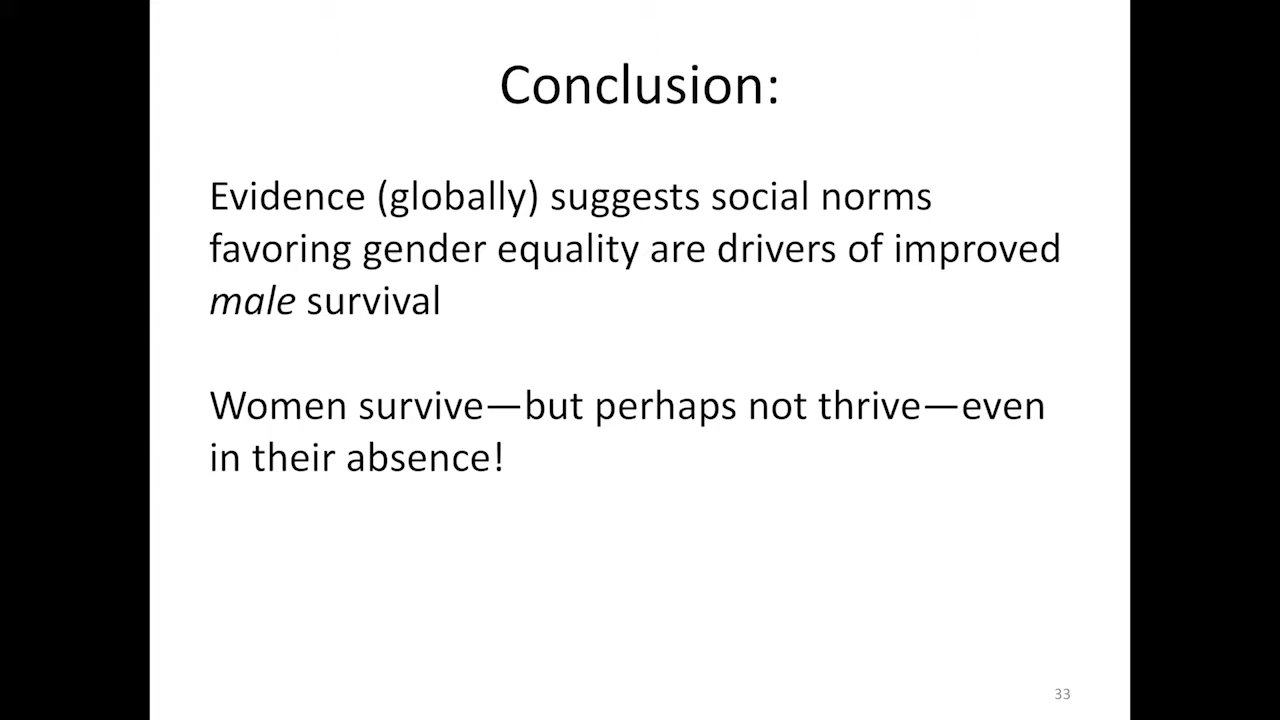 Conclusion:
Evidence (globally) suggests social norms
favoring gender equality are drivers of improved
male survival
Women survive—but perhaps not thrive—even
in their absence!
33